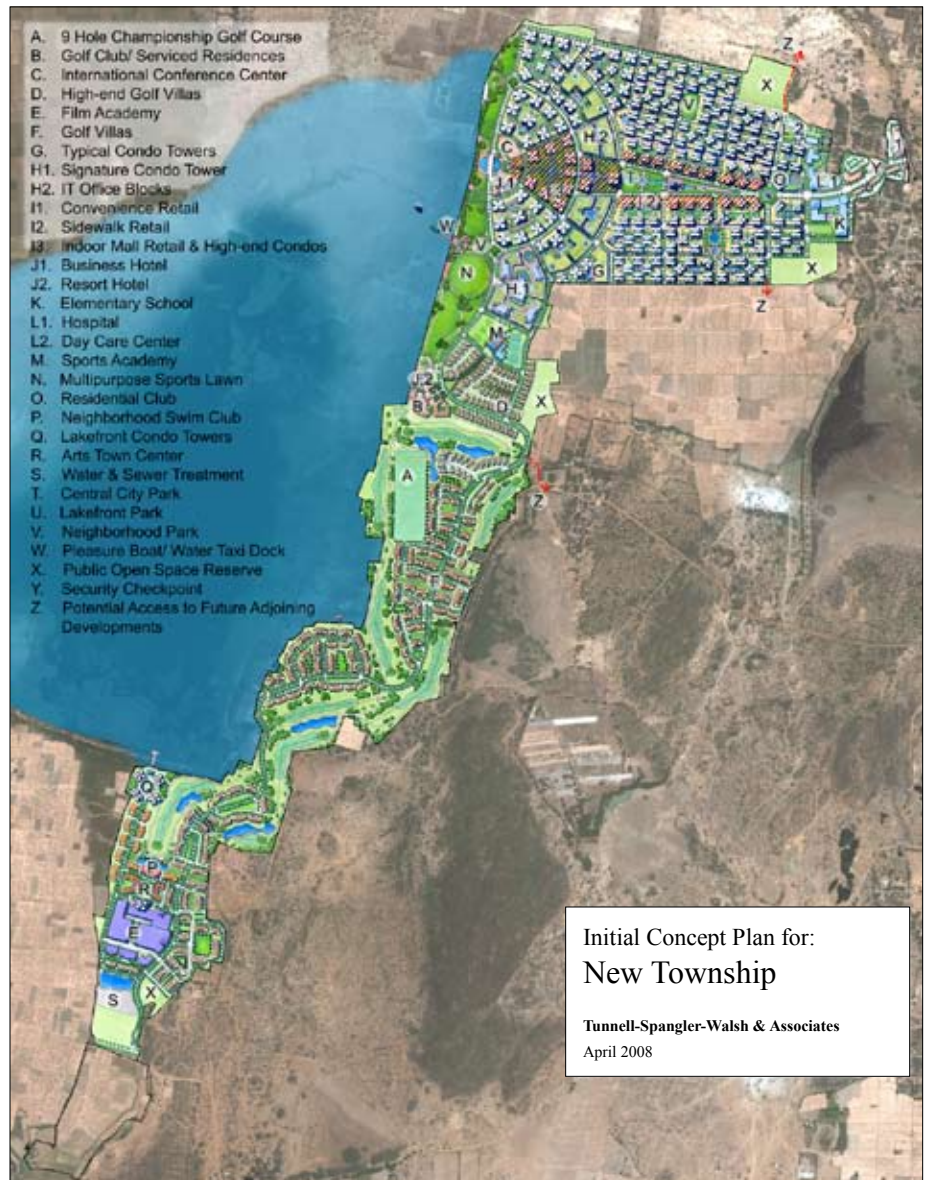 A. 9 Hole Championship Golf Course
B. Golf Club/ Serviced Residences
C. International Conference Center
D. High-end Golf Villas
E. Film Academy
F. Golf Villas
G. Typical Condo Towers
H1. Signature Condo Tower
H2. IT Office Blocks
I1. Convenience Retail
I2. Sidewalk Retail
I3. Indoor Mall Retail & High-end Condos
J1. Business Hotel
J2. Resort Hotel
K. Elementary School
L1. Hospital
L2. Day Care Center
M. Sports Academy
N. Multipurpose Sports Lawn
O. Residential Club
P. Neighborhood Swim Club
Q. Lakefront Condo Towers
R. Arts Town Center
S. Water & Sewer Treatment
T. Central City Park
U. Lakefront Park
V. Neighborhood Park
W. Pleasure Boat/ Water Taxi Dock
X. Public Open Space Reserve
Y. Security Checkpoint
Z. Potential Access to Future Adjoining
Developments
Z
X
V
H2
C
J1
O
K
W
V
N
G
X
H
Z
M
J2
B
D
X
A
Z
Q
P
R
E
S
X
Initial Concept Plan for:
New Township
Tunnell-Spangler-Walsh & Associates
April 2008